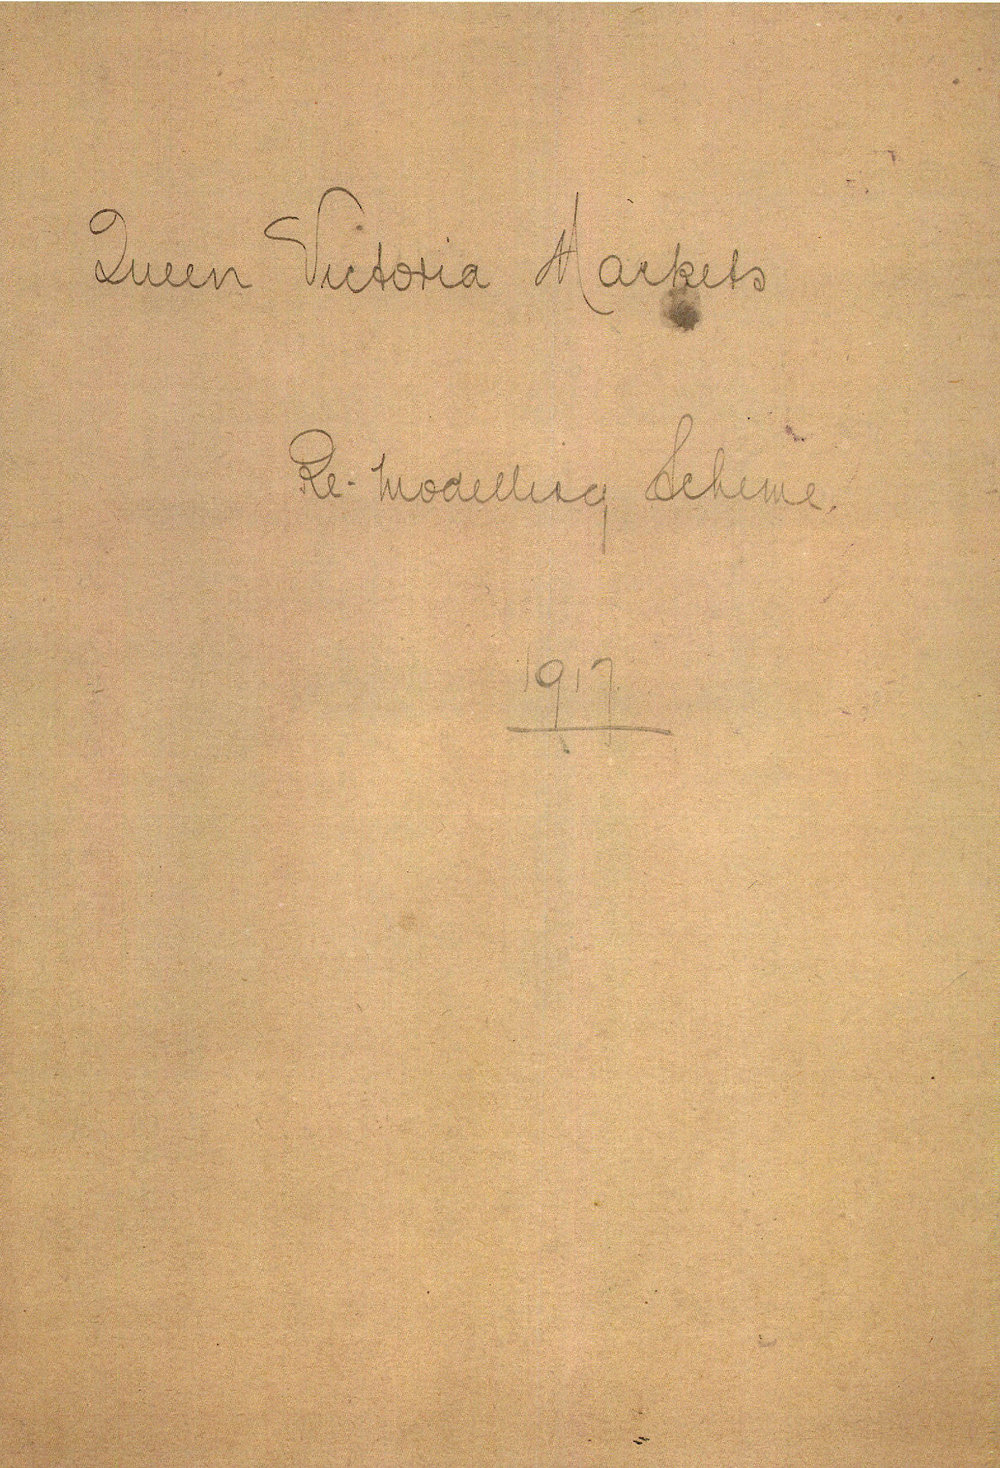 Queen Victoria Markets
Re-Modelling Scheme.
1917